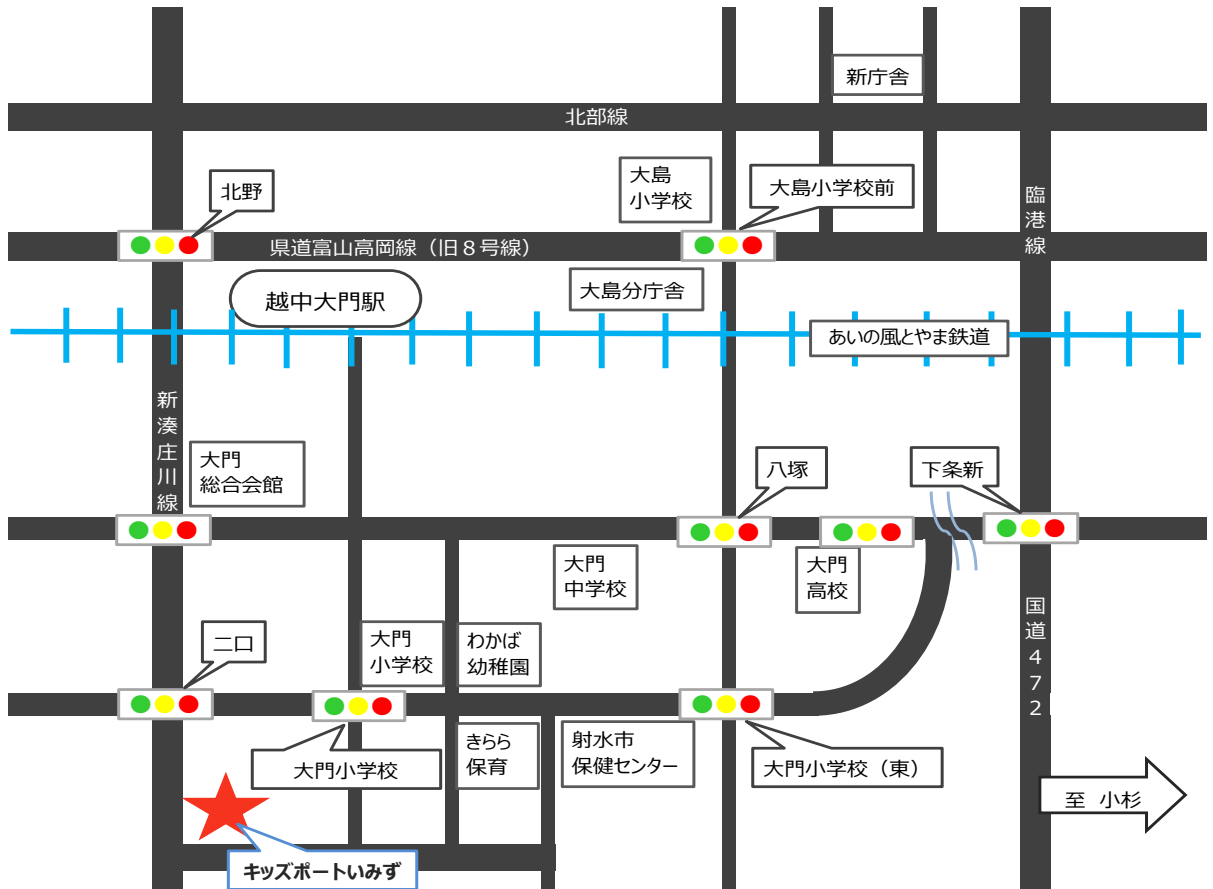 新庁舎
北部線
大島
小学校
大島小学校前
北野
臨港線
県道富山高岡線（旧８号線）
越中大門駅
大島分庁舎
あいの風とやま鉄道
新湊庄川線
大門
総合会館
八塚
下条新
大門
中学校
大門
高校
国道４７２
二口
大門
小学校
わかば
幼稚園
きらら
保育
射水市
保健センター
大門小学校
大門小学校（東）
至 小杉
キッズポートいみず